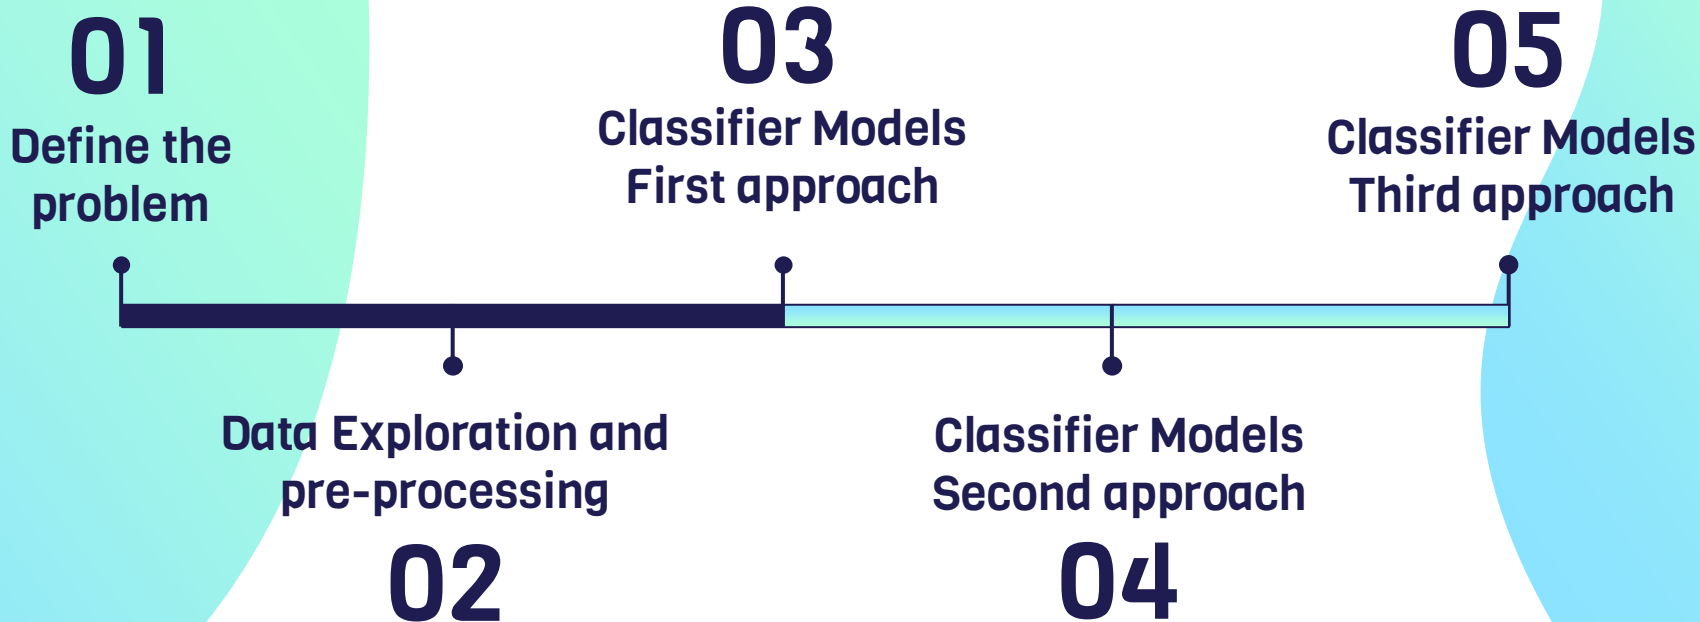 01
Define the
problem
Data Exploration and
pre-processing
02
03
Classifier Models
First approach
Classifier Models
Second approach
04
05
Classifier Models
Third approach